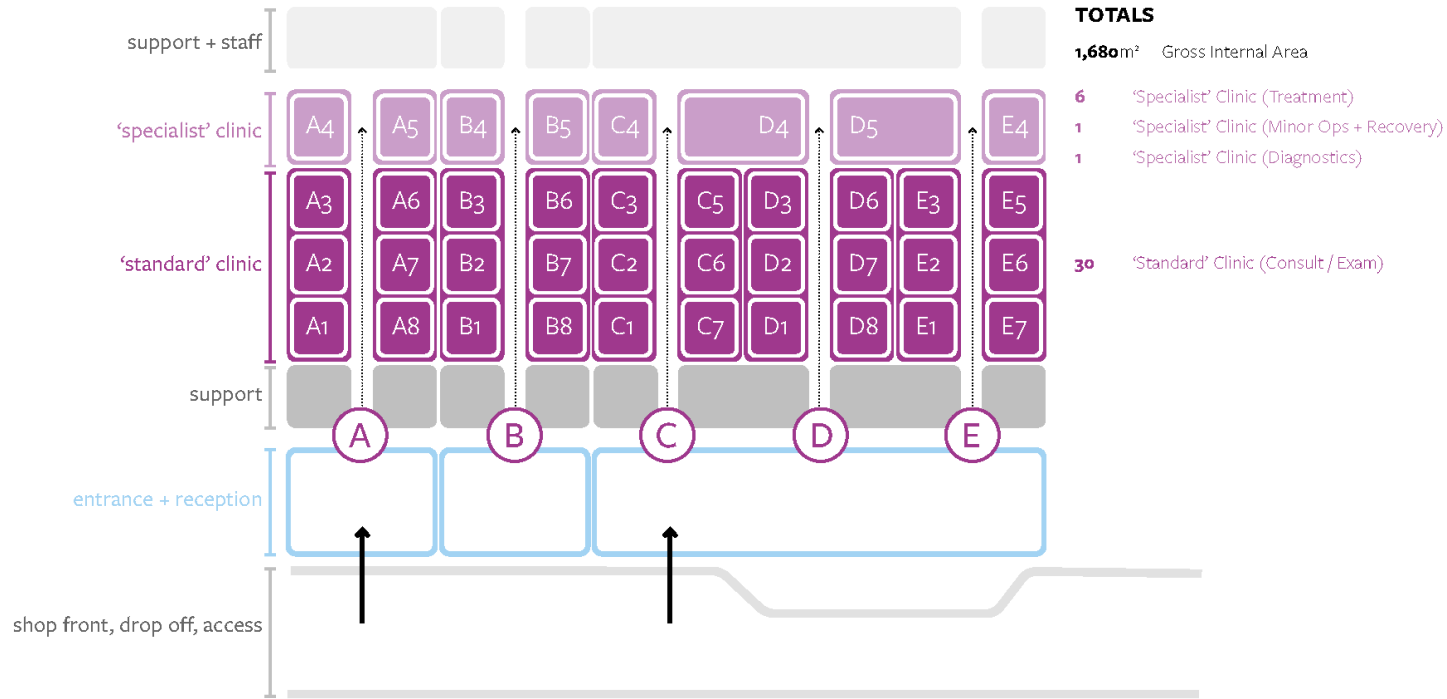 support + staff
TOTALS
1,680m² Gross Internal Area
'specialist' clinic
A4 A5 B4 B5 C4 D4 D5 E4
6 'Specialist' Clinic (Treatment)
1 'Specialist' Clinic (Minor Ops + Recovery)
1 'Specialist' Clinic (Diagnostics)
A3 A6 B3 B6 C3 C5 D3 D6 E3 E5
'standard' clinic
A2 A7 B2 B7 C2 C6 D2 D7 E2 E6
30 'Standard' Clinic (Consult / Exam)
A1 A8 B1 B8 C1 C7 D1 D8 E1 E7
support
A B C D E
entrance + reception
shop front, drop off, access